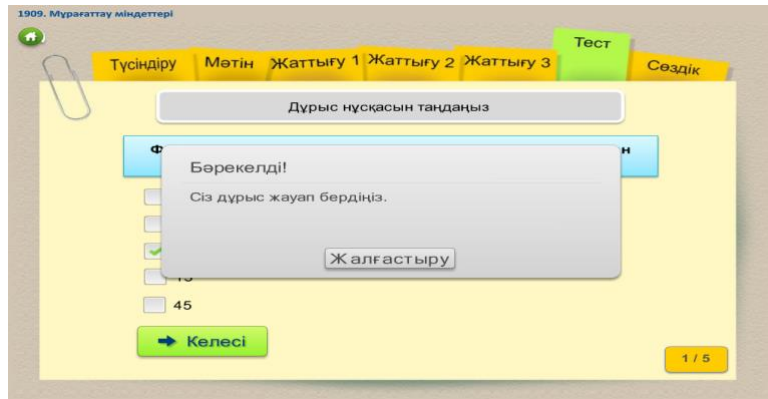 1909. Мұрағаттау міндеттері
Түсіндіру
Мәтін
Жаттығу 1
Жаттығу 2
Жаттығу 3
Тест
Сөздік
Дұрыс нұсқасын таңдаңыз
Бәрекелді!
Сіз дұрыс жауап бердіңіз.
Жалғастыру
45
Келесі
1 / 5